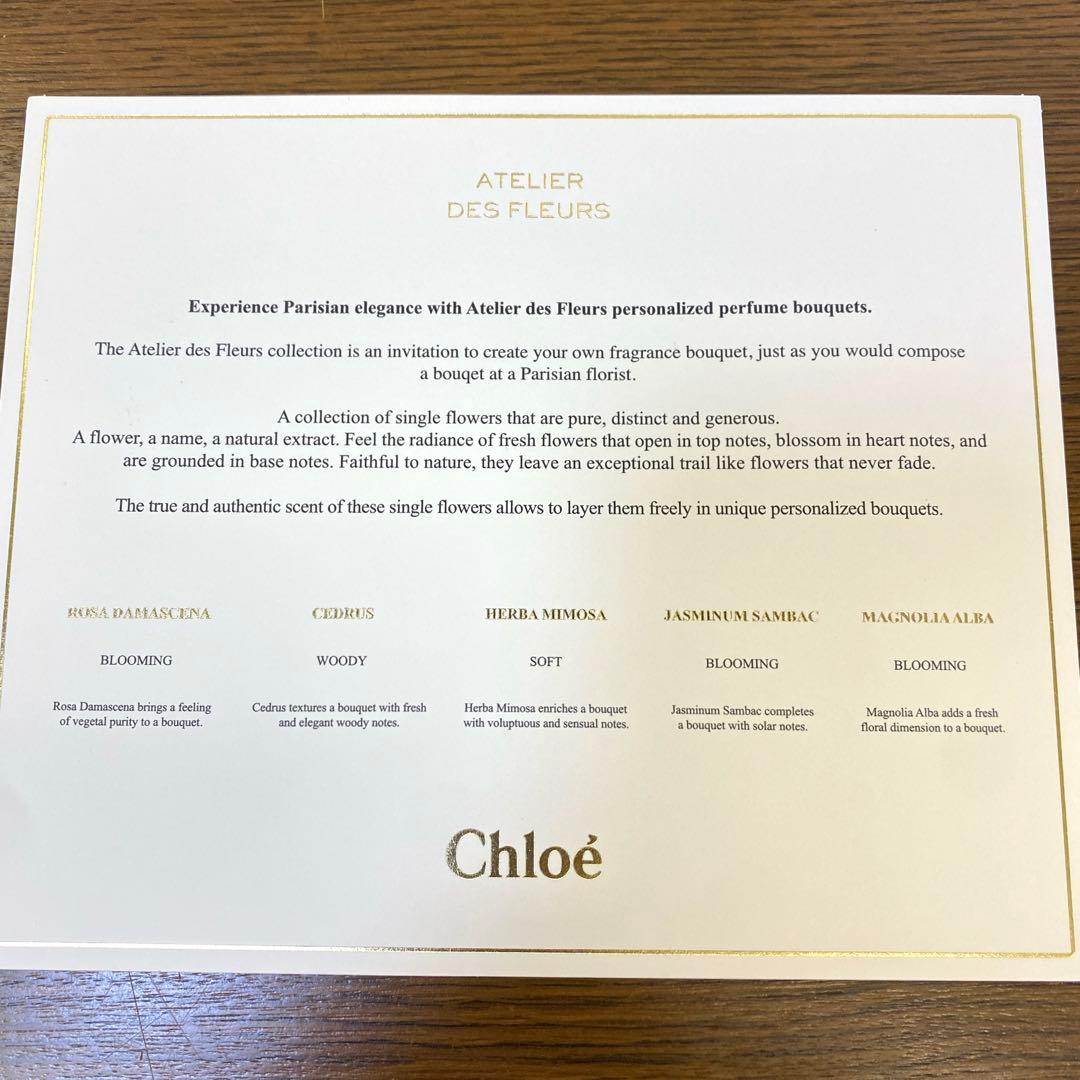 ATELIER
DES FLEURS
Experience Parisian elegance with Atelier des Fleurs personalized perfume bouquets.
The Atelier des Fleurs collection is an invitation to create your own fragrance bouquet, just as you would compose
a bouqet at a Parisian florist.
A collection of single flowers that are pure, distinct and generous.
A flower, a name, a natural extract. Feel the radiance of fresh flowers that open in top notes, blossom in heart notes, and
are grounded in base notes. Faithful to nature, they leave an exceptional trail like flowers that never fade.
The true and authentic scent of these single flowers allows to layer them freely in unique personalized bouquets.
ROSA DAMASCENA
BLOOMING
Rosa Damascena brings a feeling
of vegetal purity to a bouquet.
CEDRUS
WOODY
Cedrus textures a bouquet with fresh
and elegant woody notes.
HERBA MIMOSA
SOFT
Herba Mimosa enriches a bouquet
with voluptuous and sensual notes.
JASMINUM SAMBAC
BLOOMING
Jasminum Sambac completes
a bouquet with solar notes.
MAGNOLIA ALBA
BLOOMING
Magnolia Alba adds a fresh
floral dimension to a bouquet.
Chloé